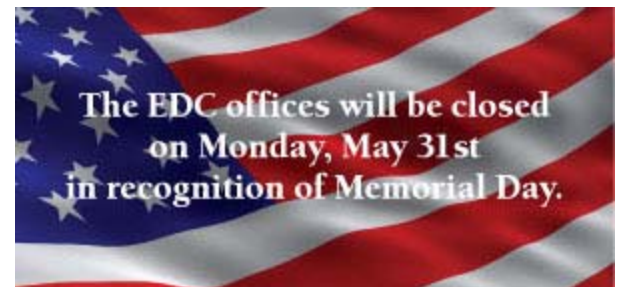 The EDC offices will be closed
on Monday, May 31st
in recognition of Memorial Day.